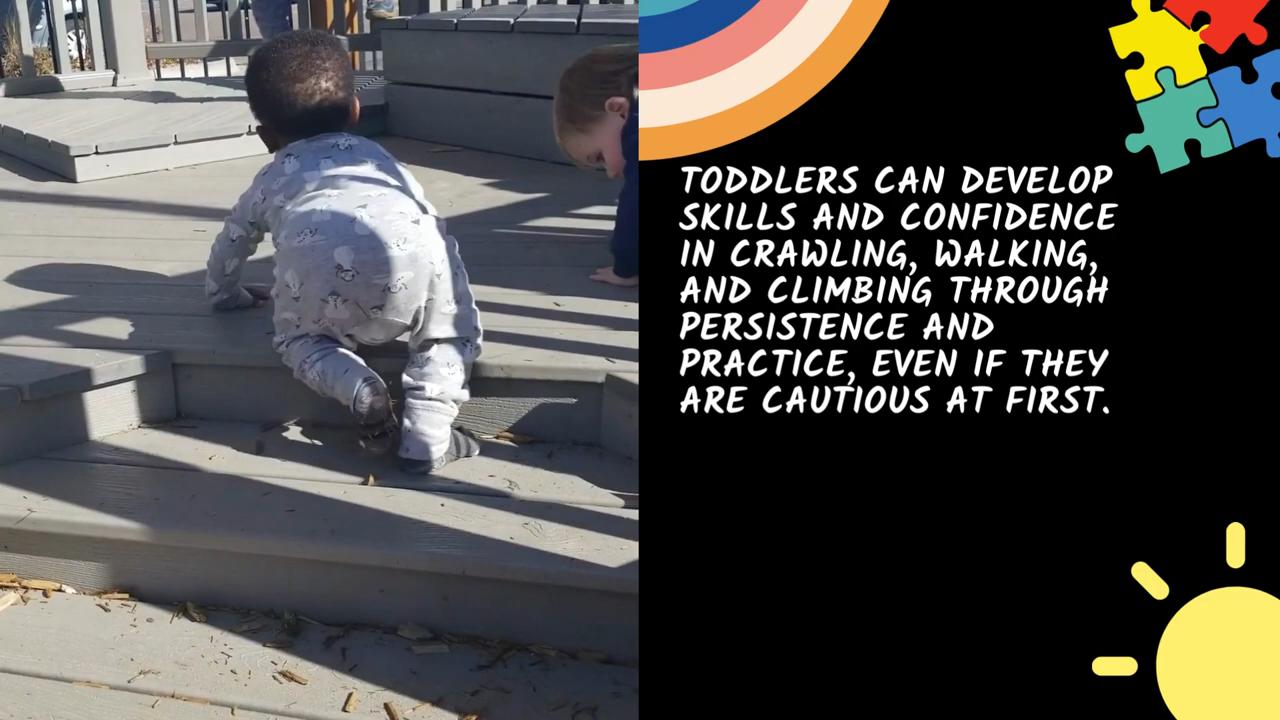 TODDLERS CAN DEVELOP
SKILLS AND CONFIDENCE
IN CRAWLING, WALKING,
AND CLIMBING THROUGH
PERSISTENCE AND
PRACTICE, EVEN IF THEY
ARE CAUTIOUS AT FIRST.